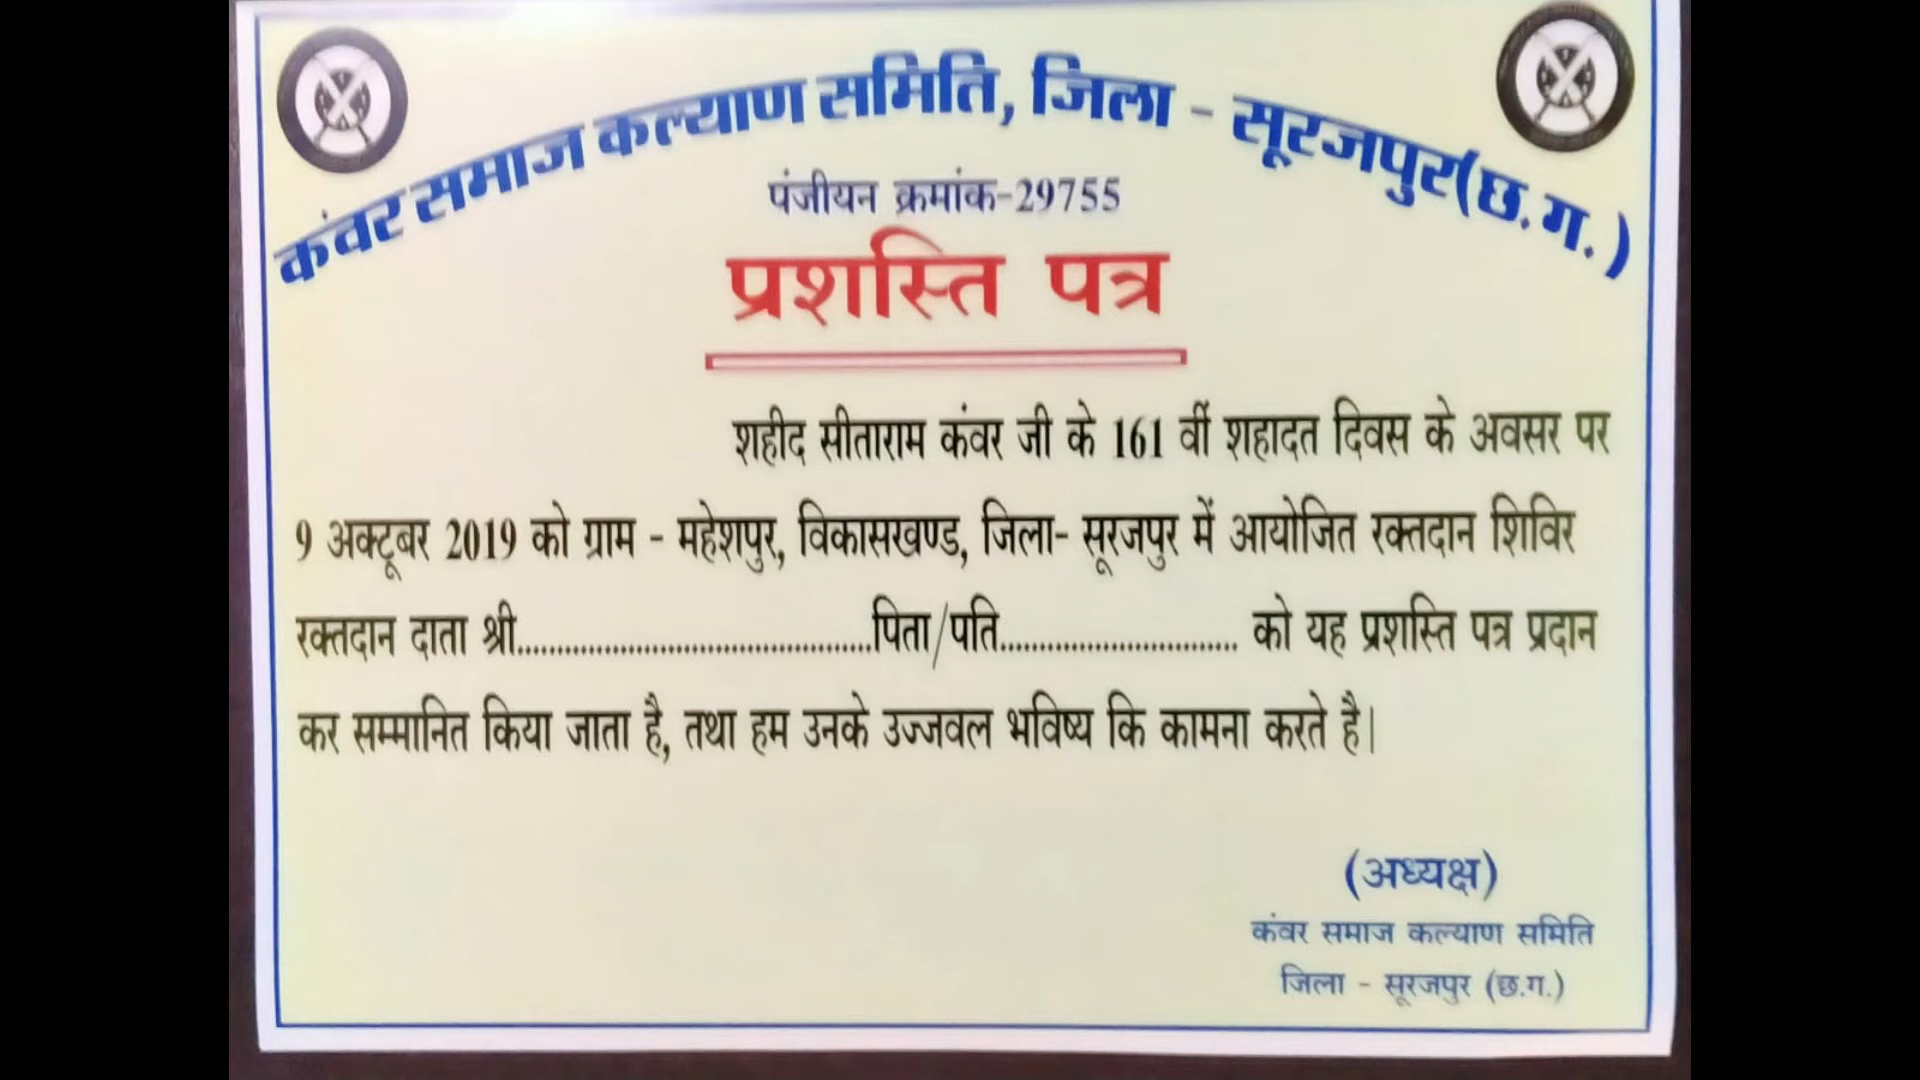 कंवर समाज कल्याण समिति, जिला - सूरजपुर(छ.ग.)
पंजीयन क्रमांक-29755
प्रशस्ति पत्र
शहीद सीताराम कंवर जी के 161 वीं शहादत दिवस के अवसर पर
9 अक्टूबर 2019 को ग्राम - महेशपुर, विकासखण्ड, जिला- सूरजपुर में आयोजित रक्तदान शिविर
रक्तदान दाता श्री.............................................पिता/पति.............................. को यह प्रशस्ति पत्र प्रदान
कर सम्मानित किया जाता है, तथा हम उनके उज्जवल भविष्य कि कामना करते है।
(अध्यक्ष)
कंवर समाज कल्याण समिति
जिला - सूरजपुर (छ.ग.)